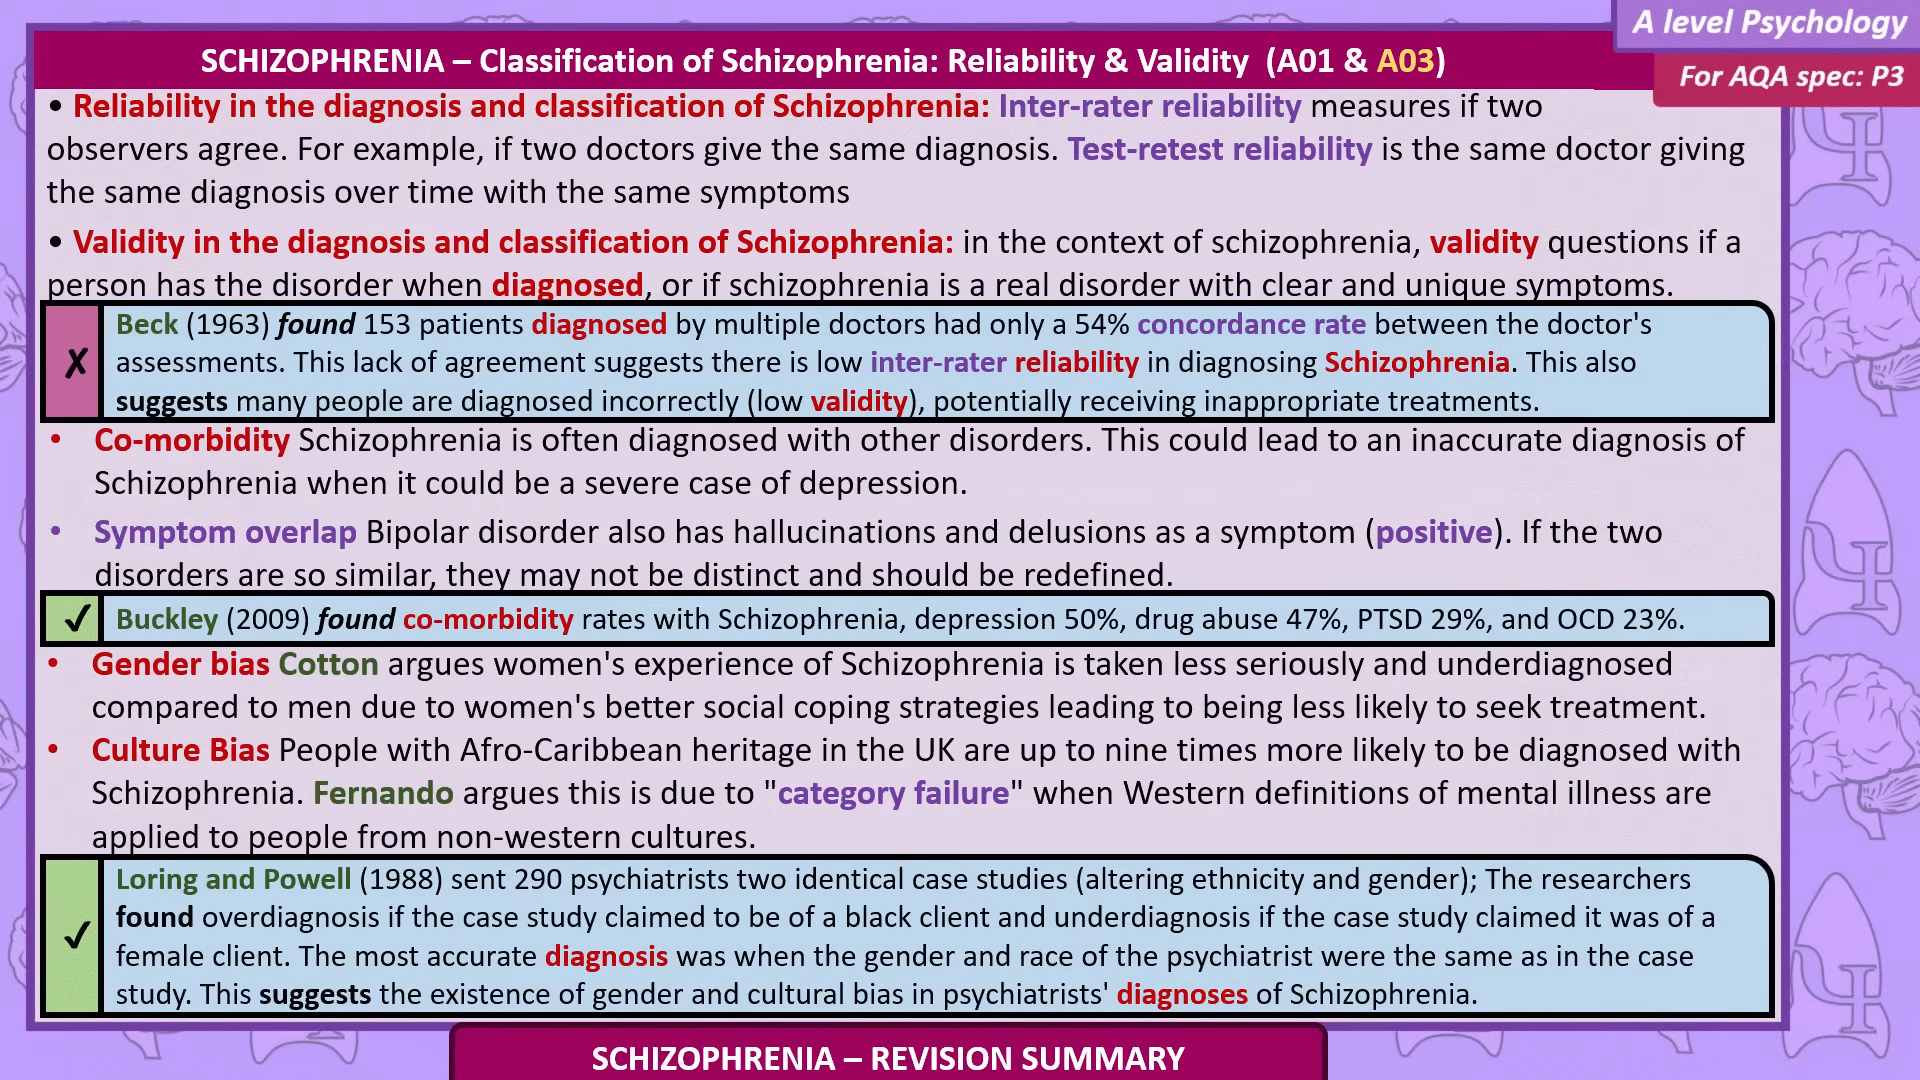 A level Psychology
SCHIZOPHRENIA – Classification of Schizophrenia: Reliability & Validity (A01 & A03)
For AQA spec: P3
• Reliability in the diagnosis and classification of Schizophrenia: Inter-rater reliability measures if two
observers agree. For example, if two doctors give the same diagnosis. Test-retest reliability is the same doctor giving
the same diagnosis over time with the same symptoms
• Validity in the diagnosis and classification of Schizophrenia: in the context of schizophrenia, validity questions if a
person has the disorder when diagnosed, or if schizophrenia is a real disorder with clear and unique symptoms.
✗
Beck (1963) found 153 patients diagnosed by multiple doctors had only a 54% concordance rate between the doctor's
assessments. This lack of agreement suggests there is low inter-rater reliability in diagnosing Schizophrenia. This also
suggests many people are diagnosed incorrectly (low validity), potentially receiving inappropriate treatments.
• Co-morbidity Schizophrenia is often diagnosed with other disorders. This could lead to an inaccurate diagnosis of
Schizophrenia when it could be a severe case of depression.
• Symptom overlap Bipolar disorder also has hallucinations and delusions as a symptom (positive). If the two
disorders are so similar, they may not be distinct and should be redefined.
✓
Buckley (2009) found co-morbidity rates with Schizophrenia, depression 50%, drug abuse 47%, PTSD 29%, and OCD 23%.
• Gender bias Cotton argues women's experience of Schizophrenia is taken less seriously and underdiagnosed
compared to men due to women's better social coping strategies leading to being less likely to seek treatment.
• Culture Bias People with Afro-Caribbean heritage in the UK are up to nine times more likely to be diagnosed with
Schizophrenia. Fernando argues this is due to "category failure" when Western definitions of mental illness are
applied to people from non-western cultures.
✓
Loring and Powell (1988) sent 290 psychiatrists two identical case studies (altering ethnicity and gender); The researchers
found overdiagnosis if the case study claimed to be of a black client and underdiagnosis if the case study claimed it was of a
female client. The most accurate diagnosis was when the gender and race of the psychiatrist were the same as in the case
study. This suggests the existence of gender and cultural bias in psychiatrists' diagnoses of Schizophrenia.
SCHIZOPHRENIA – REVISION SUMMARY